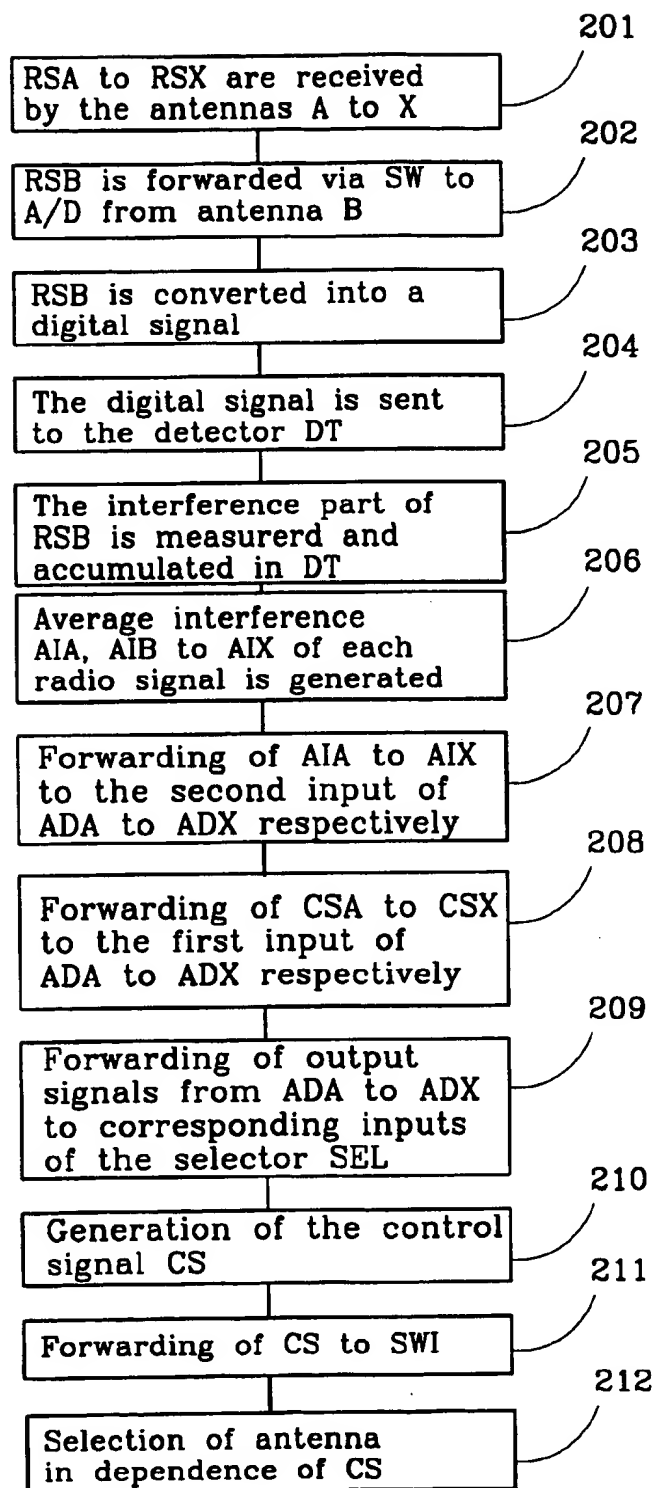 201
RSA to RSX are received
by the antennas A to X
202
RSB is forwarded via SW to
A/D from antenna B
203
RSB is converted into a
digital signal
204
The digital signal is sent
to the detector DT
205
The interference part of
RSB is measurerd and
accumulated in DT
206
Average interference
AIA, AIB to AIX of each
radio signal is generated
207
Forwarding of AIA to AIX
to the second input of
ADA to ADX respectively
208
Forwarding of CSA to CSX
to the first input of
ADA to ADX respectively
209
Forwarding of output
signals from ADA to ADX
to corresponding inputs
of the selector SEL
210
Generation of the control
signal CS
211
Forwarding of CS to SWI
212
Selection of antenna
in dependence of CS